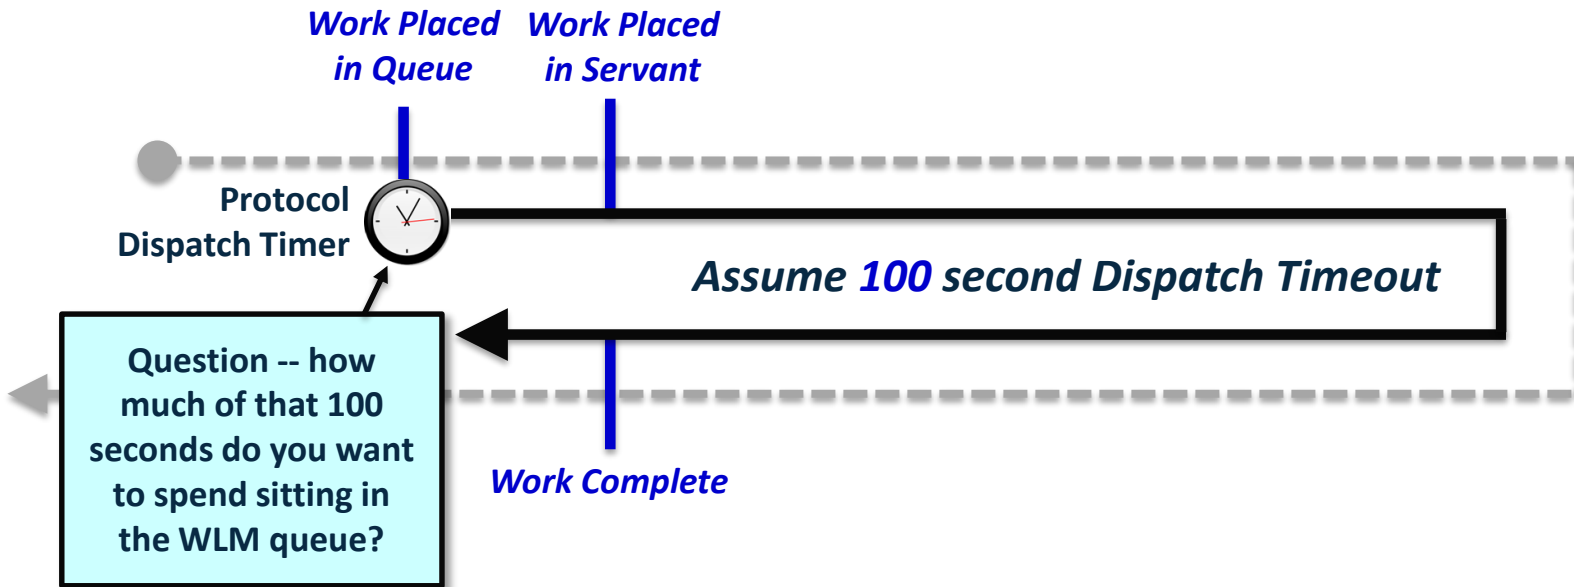 Work Placed
in Queue
Work Placed
in Servant
Protocol
Dispatch Timer
Assume 100 second Dispatch Timeout
Question -- how
much of that 100
seconds do you want
to spend sitting in
the WLM queue?
Work Complete